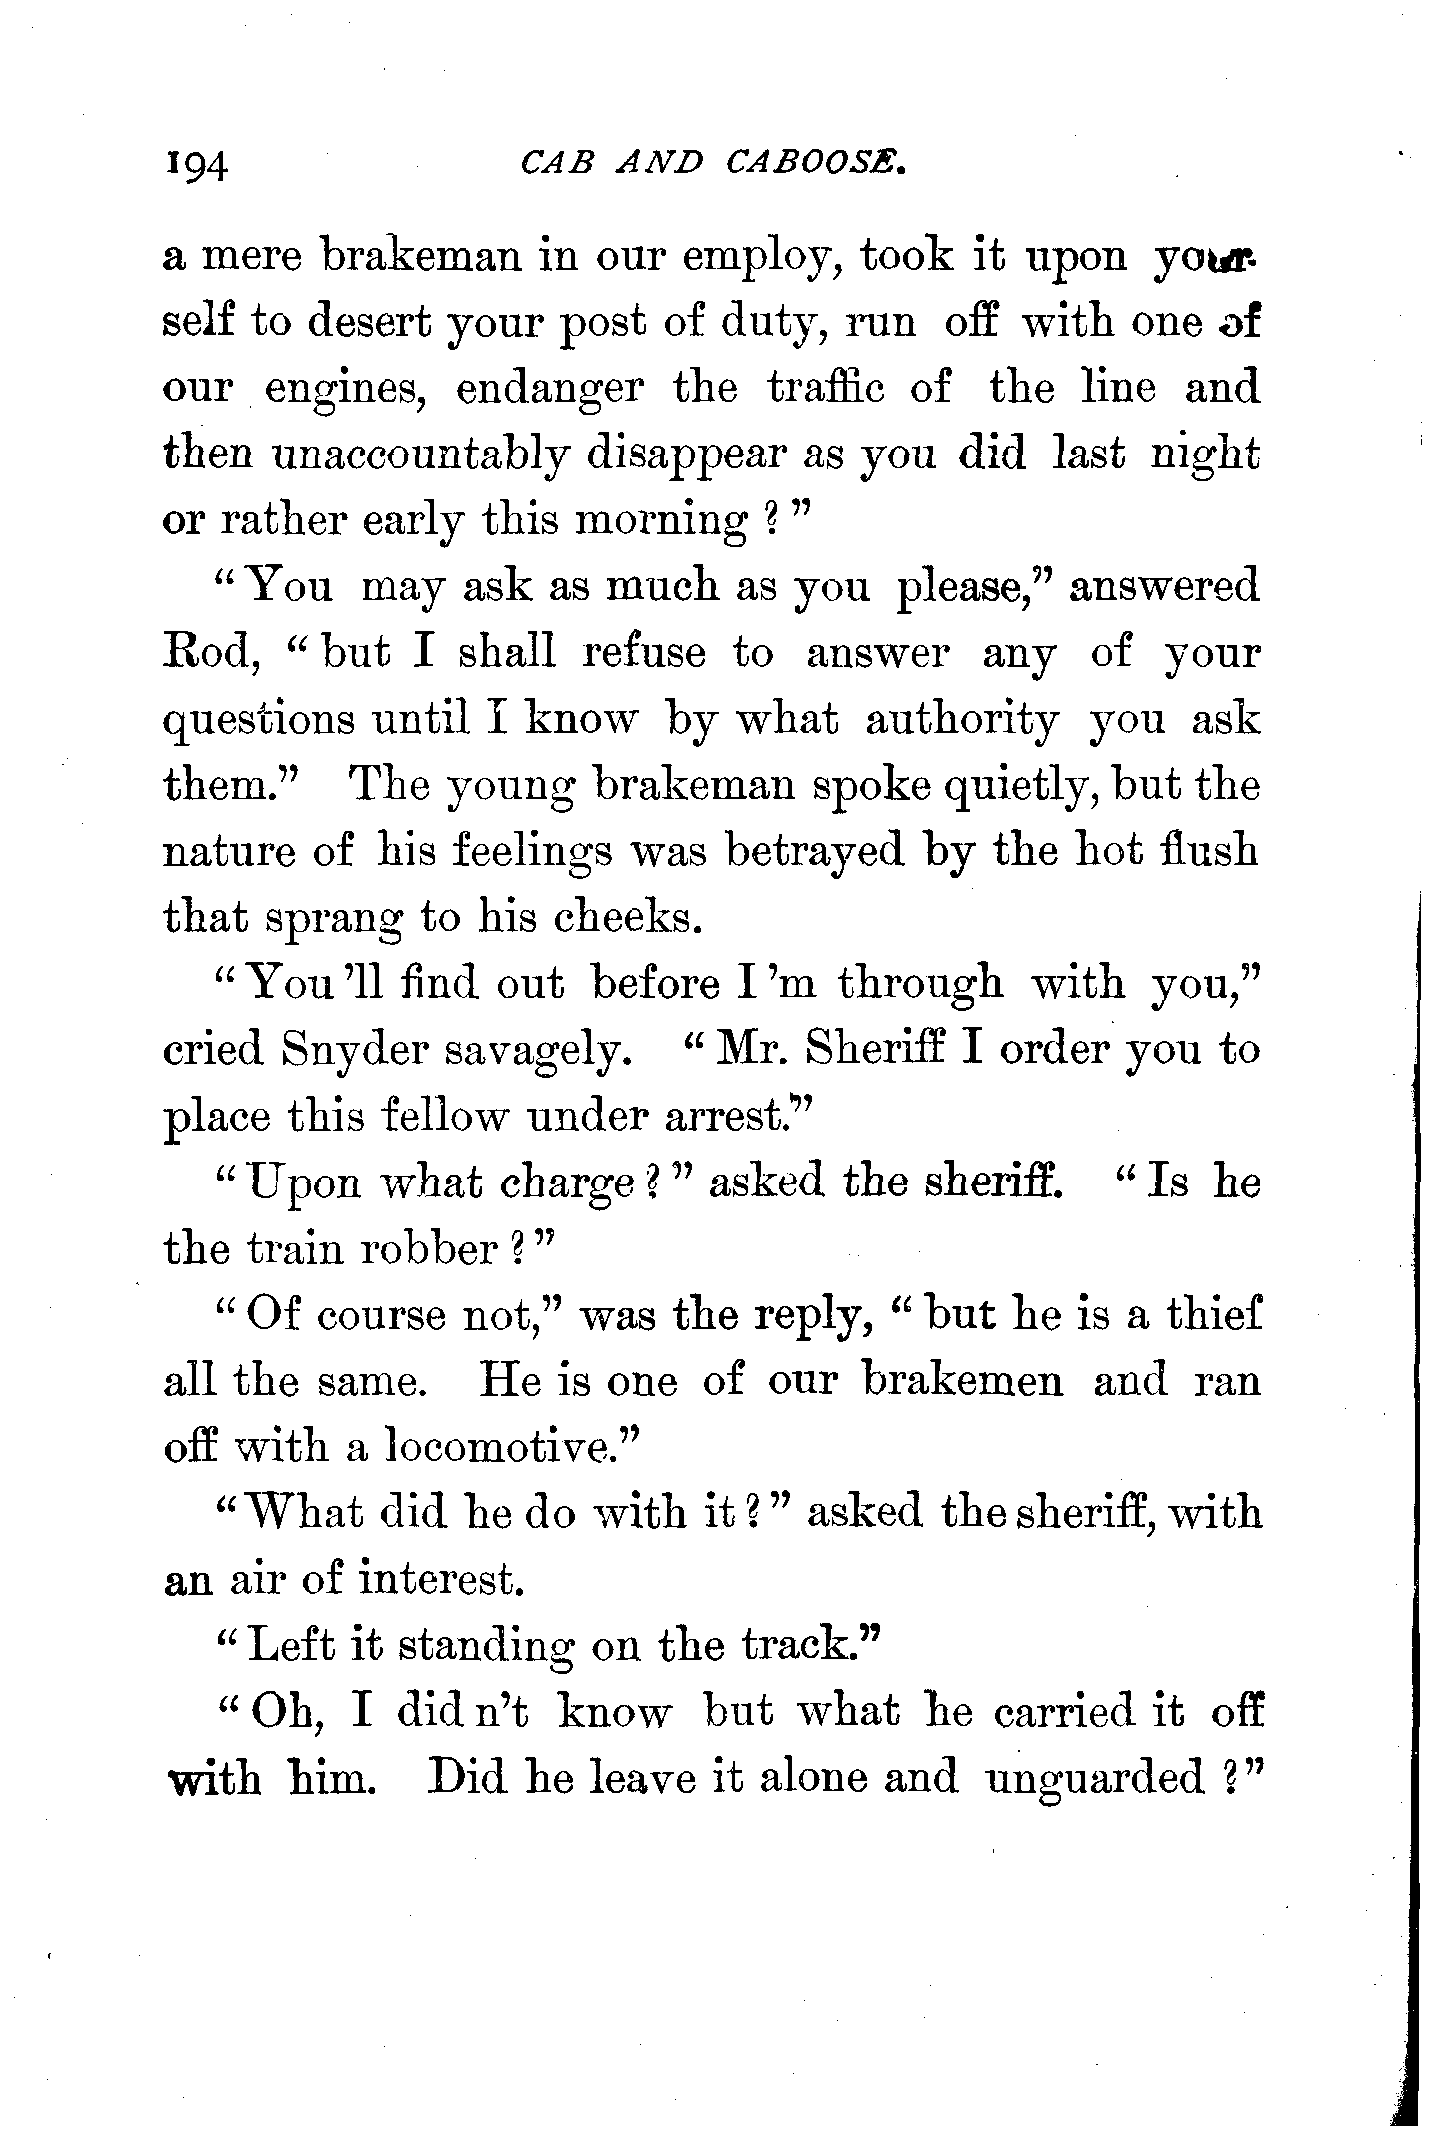 194 CAB AND CABOOSE.
a mere brakeman in our employ, took it upon your-
self to desert your post of duty, run off with one of
our engines, endanger the traffic of the line and
then unaccountably disappear as you did last night
or rather early this morning ? ”
“ You may ask as much as you please,” answered
Rod, “ but I shall refuse to answer any of your
questions until I know by what authority you ask
them.” The young brakeman spoke quietly, but the
nature of his feelings was betrayed by the hot flush
that sprang to his cheeks.
“ You ’ll find out before I ’m through with you,”
cried Snyder savagely. “ Mr. Sheriff I order you to
place this fellow under arrest.”
“ Upon what charge ? ” asked the sheriff. “ Is he
the train robber ? ”
“ Of course not,” was the reply, “ but he is a thief
all the same. He is one of our brakemen and ran
off with a locomotive.”
“ What did he do with it ? ” asked the sheriff, with
an air of interest.
“ Left it standing on the track.”
“ Oh, I did n’t know but what he carried it off
with him. Did he leave it alone and unguarded ? ”